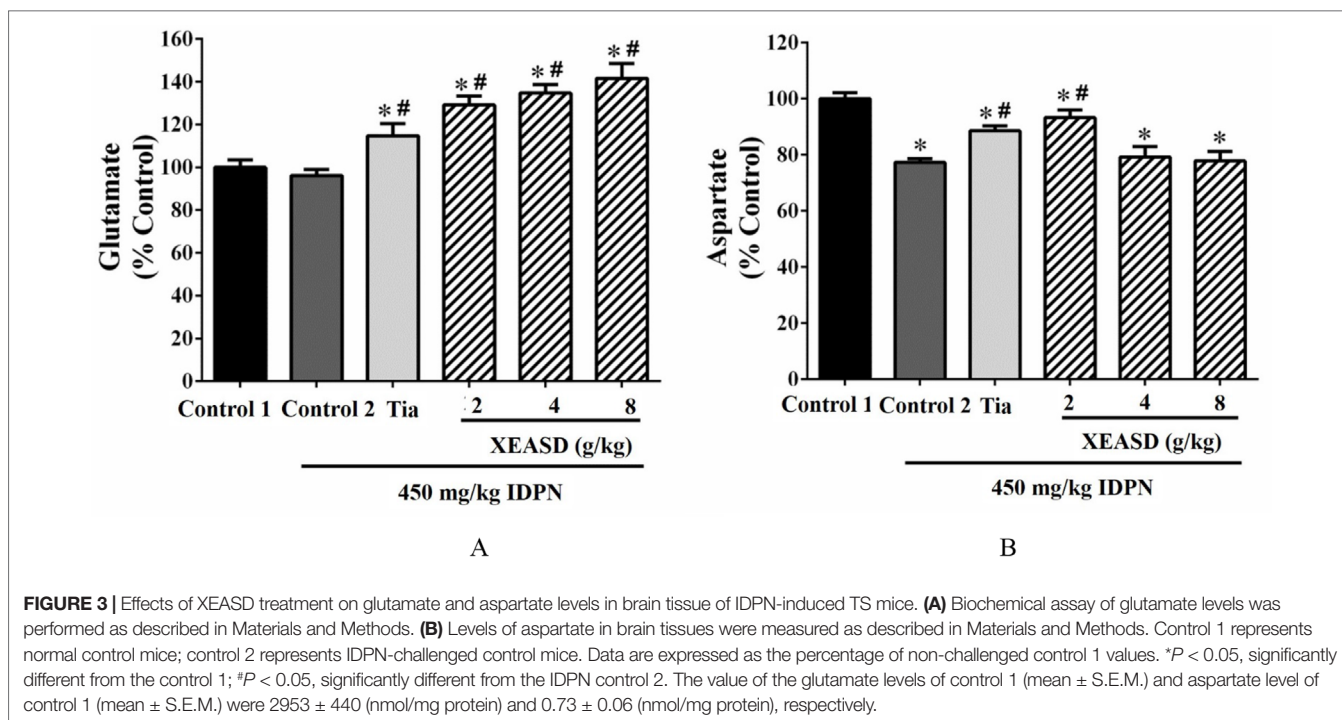 160
140
120
100
80
60
40
20
0
Glutamate
(% Control)
*#
*#
*#
*#
Control 1 Control 2 Tia 2 4 8
XEASD (g/kg)
450 mg/kg IDPN
A
120
100
80
60
40
20
0
Aspartate
(% Control)
*
*#
*#
*
*
Control 1 Control 2 Tia 2 4 8
XEASD (g/kg)
450 mg/kg IDPN
B
FIGURE 3 | Effects of XEASD treatment on glutamate and aspartate levels in brain tissue of IDPN-induced TS mice. (A) Biochemical assay of glutamate levels was
performed as described in Materials and Methods. (B) Levels of aspartate in brain tissues were measured as described in Materials and Methods. Control 1 represents
normal control mice; control 2 represents IDPN-challenged control mice. Data are expressed as the percentage of non-challenged control 1 values. *P < 0.05, significantly
different from the control 1; #P < 0.05, significantly different from the IDPN control 2. The value of the glutamate levels of control 1 (mean ± S.E.M.) and aspartate level of
control 1 (mean ± S.E.M.) were 2953 ± 440 (nmol/mg protein) and 0.73 ± 0.06 (nmol/mg protein), respectively.